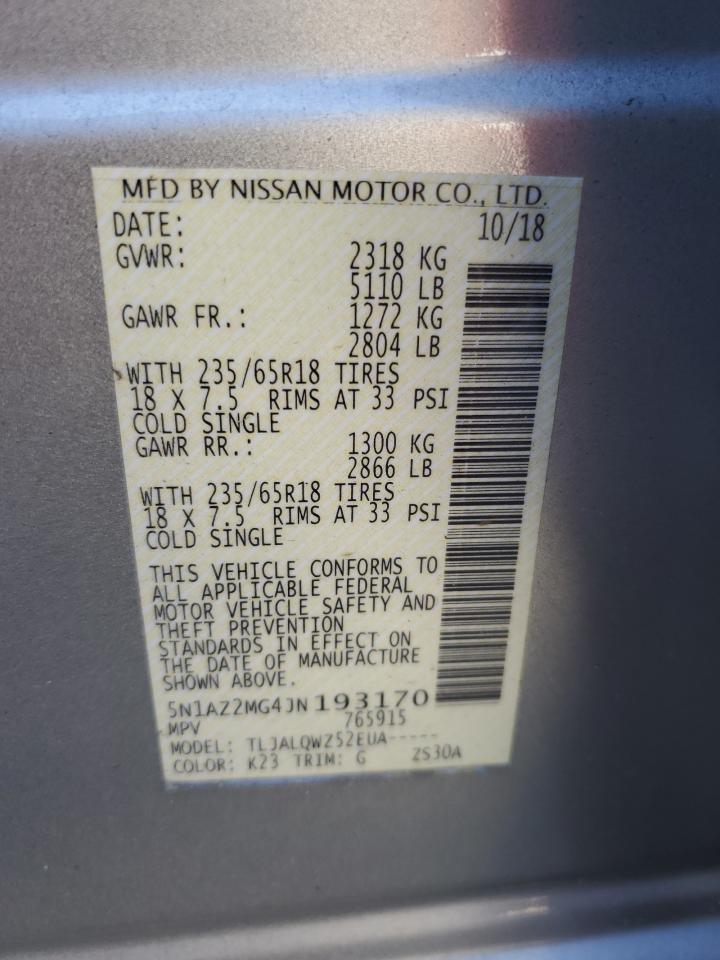 MFD BY NISSAN MOTOR CO., LTD.
DATE: 10/18
GVWR: 2318 KG
5110 LB
GAWR FR.: 1272 KG
2804 LB
WITH 235/65R18 TIRES
18 X 7.5 RIMS AT 33 PSI
COLD SINGLE
GAWR RR.: 1300 KG
2866 LB
WITH 235/65R18 TIRES
18 X 7.5 RIMS AT 33 PSI
COLD SINGLE
THIS VEHICLE CONFORMS TO
ALL APPLICABLE FEDERAL
MOTOR VEHICLE SAFETY AND
THEFT PREVENTION
STANDARDS IN EFFECT ON
THE DATE OF MANUFACTURE
SHOWN ABOVE.
5N1AZ2MG4JN193170
MPV 765915
MODEL: TLJALQWZ52EUA-----
COLOR: K23 TRIM: G ZS30A